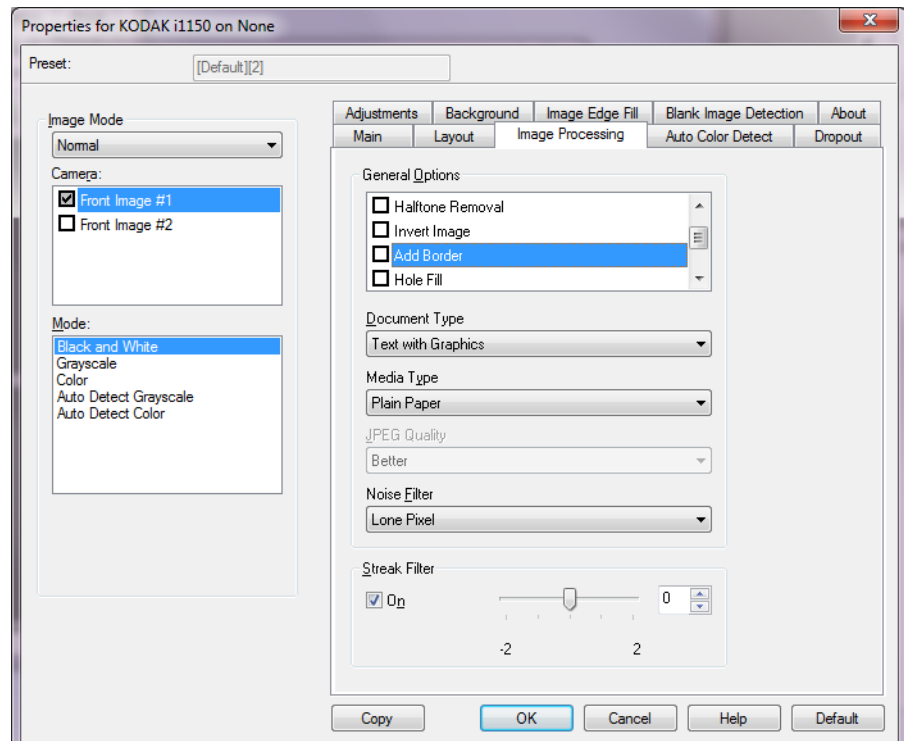 Properties for KODAK i1150 on None
Preset:
[Default][2]
Image Mode
Normal
Camera:
Front Image #1
Front Image #2
Mode:
Black and White
Grayscale
Color
Auto Detect Grayscale
Auto Detect Color
Adjustments Background Image Edge Fill Blank Image Detection About
Main Layout Image Processing Auto Color Detect Dropout
General Options
Halftone Removal
Invert Image
Add Border
Hole Fill
Document Type
Text with Graphics
Media Type
Plain Paper
JPEG Quality
Better
Noise Filter
Lone Pixel
Streak Filter
On 0
-2 2
Copy OK Cancel Help Default